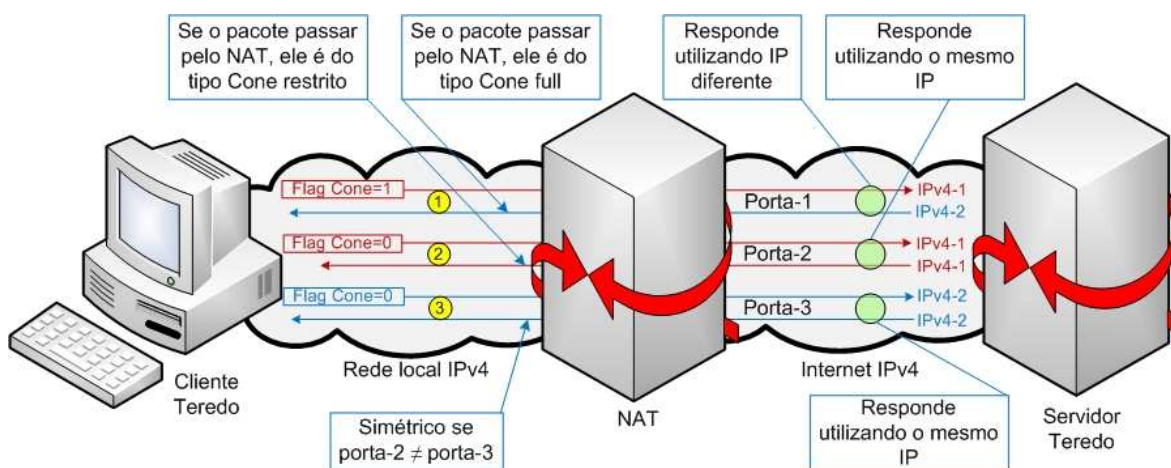 Se o pacote passar
pelo NAT, ele é do
tipo Cone restrito
Se o pacote passar
pelo NAT, ele é do
tipo Cone full
Responde
utilizando IP
diferente
Responde
utilizando o mesmo
IP
Flag Cone=1
1
Porta-1
IPv4-1
IPv4-2
Flag Cone=0
2
Porta-2
IPv4-1
IPv4-1
Flag Cone=0
3
Porta-3
IPv4-2
IPv4-2
Rede local IPv4
Internet IPv4
Cliente
Teredo
NAT
Servidor
Teredo
Simétrico se
porta-2 ≠ porta-3
Responde
utilizando o mesmo
IP